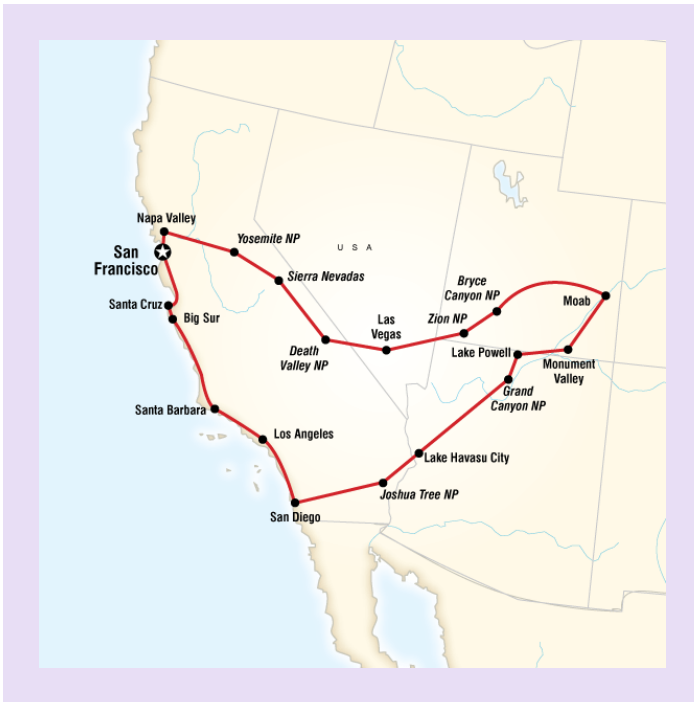 Napa Valley
San
Francisco
Yosemite NP
U S A
Sierra Nevadas
Santa Cruz
Big Sur
Bryce
Canyon NP
Moab
Las
Vegas
Zion NP
Death
Valley NP
Lake Powell
Monument
Valley
Grand
Canyon NP
Santa Barbara
Los Angeles
Lake Havasu City
Joshua Tree NP
San Diego